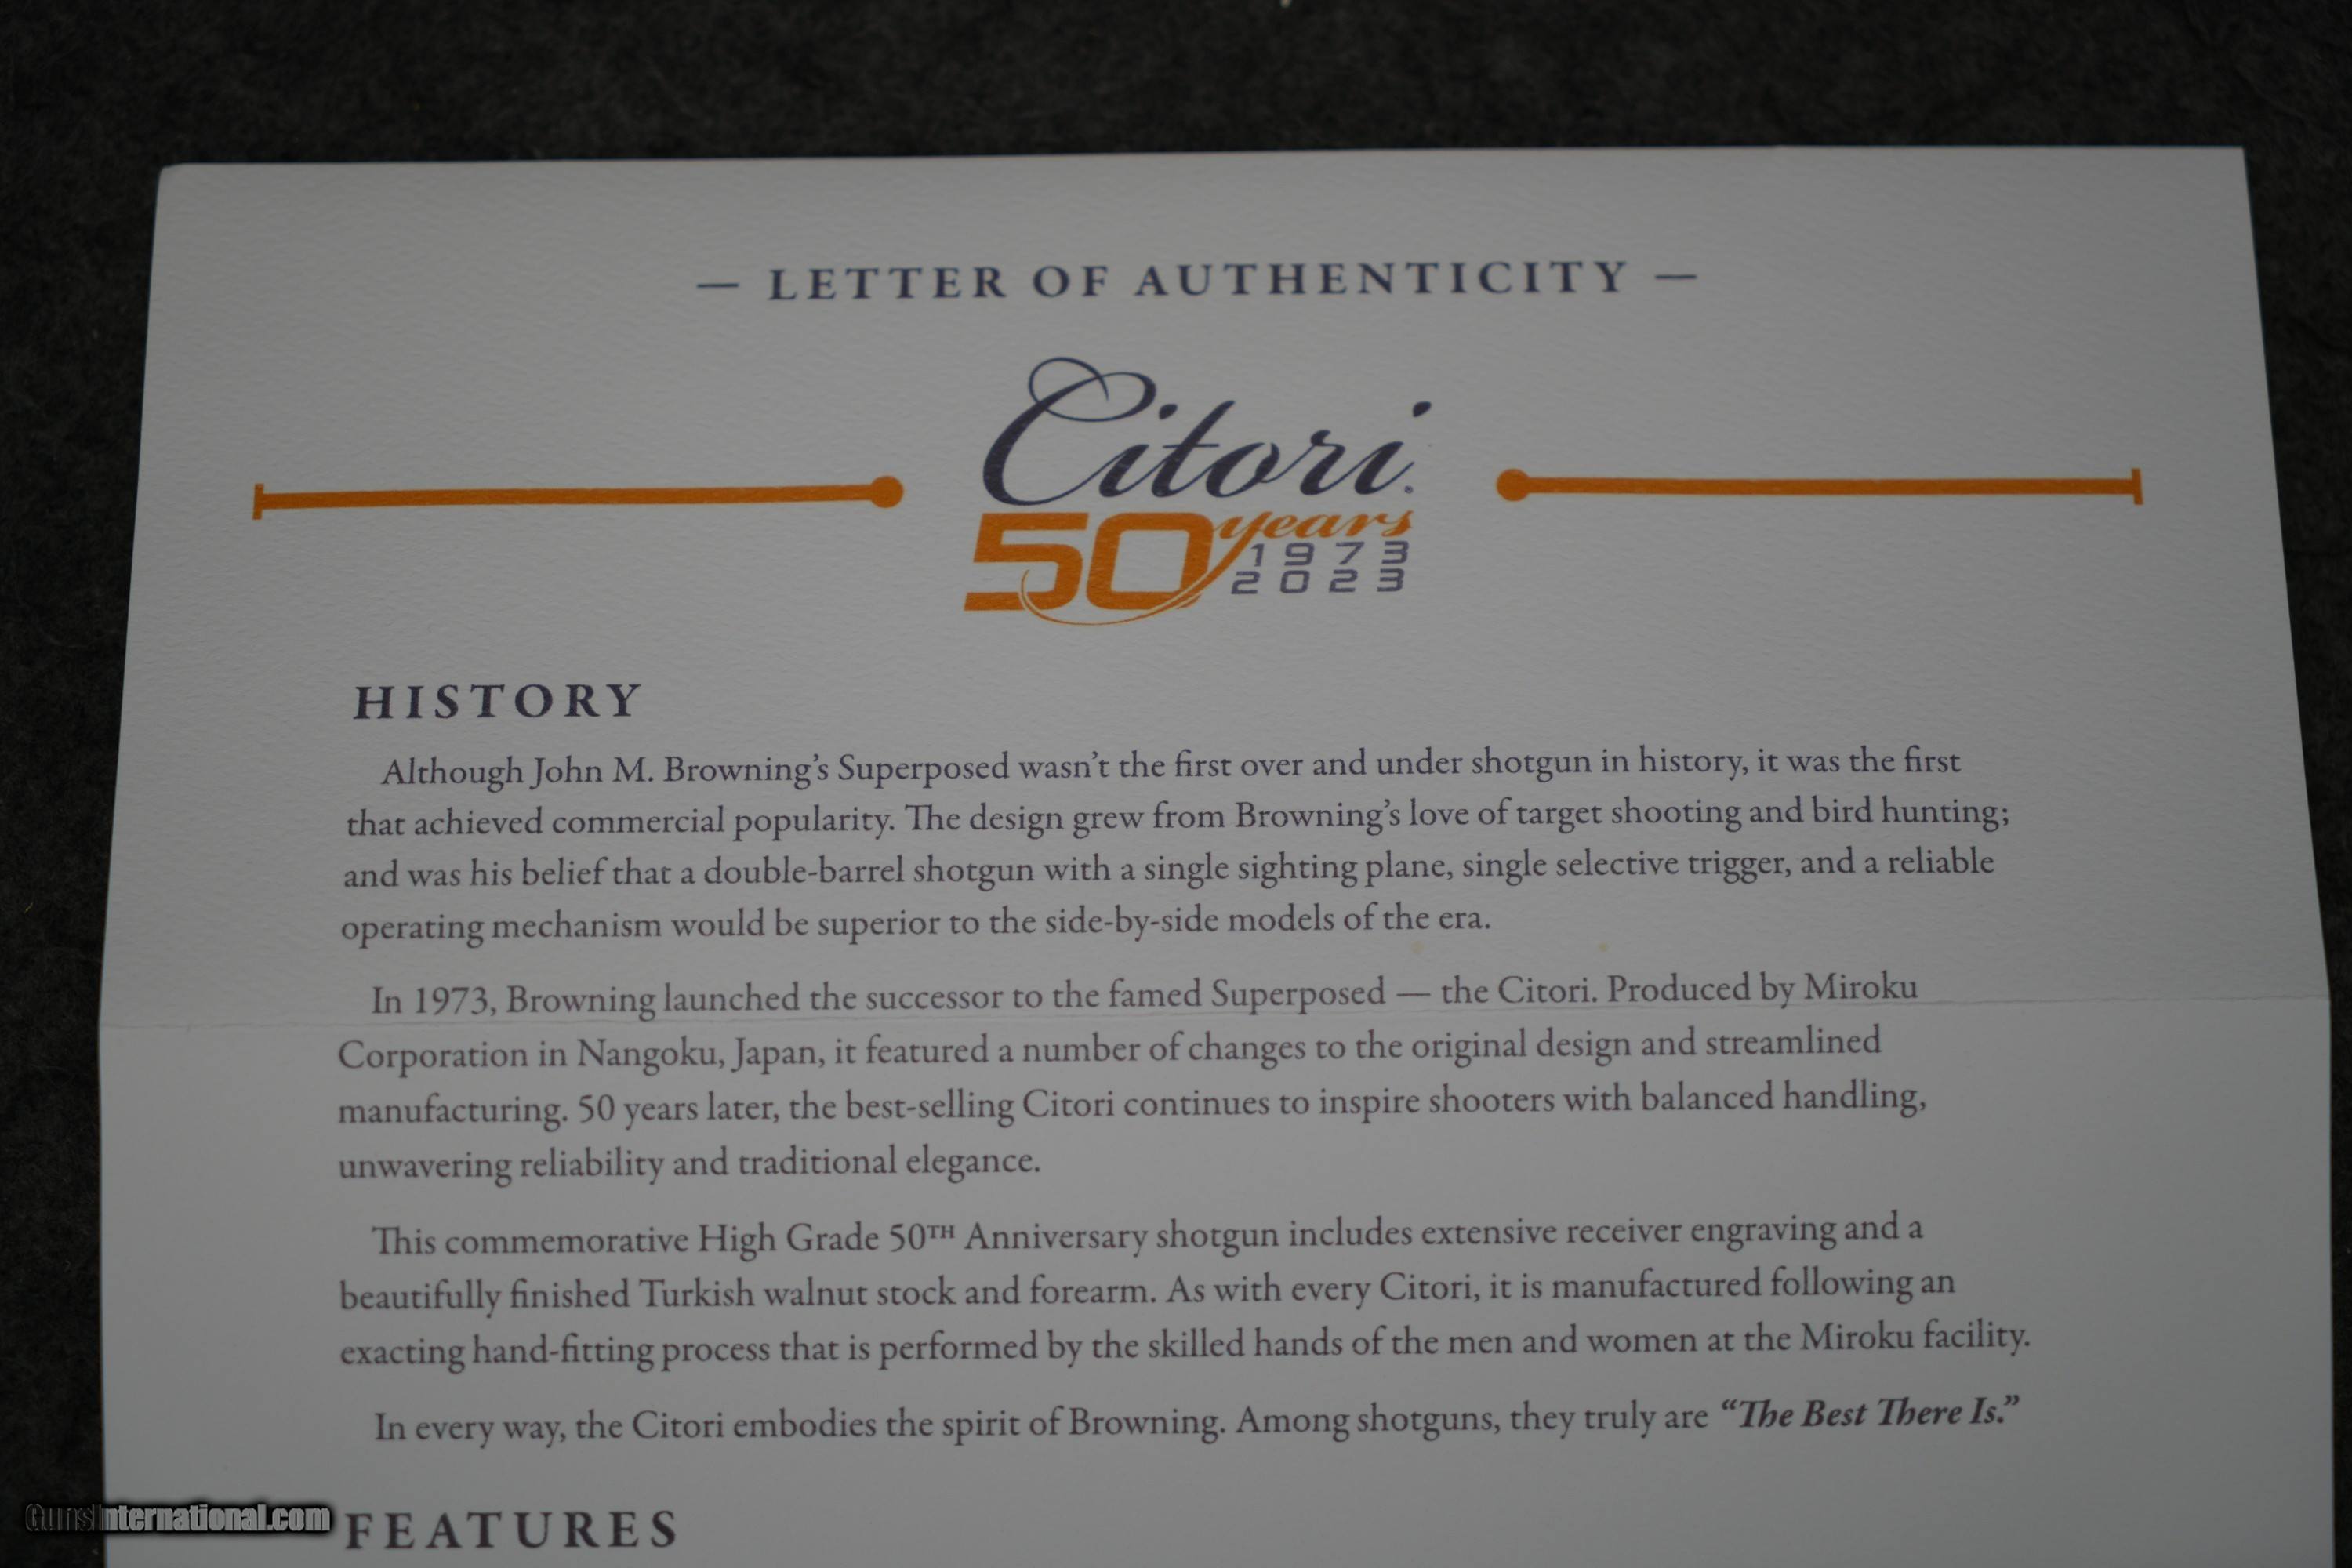 — LETTER OF AUTHENTICITY —
Citori.
50 years
1973
2023
HISTORY
Although John M. Browning’s Superposed wasn’t the first over and under shotgun in history, it was the first
that achieved commercial popularity. The design grew from Browning’s love of target shooting and bird hunting;
and was his belief that a double-barrel shotgun with a single sighting plane, single selective trigger, and a reliable
operating mechanism would be superior to the side-by-side models of the era.
In 1973, Browning launched the successor to the famed Superposed — the Citori. Produced by Miroku
Corporation in Nangoku, Japan, it featured a number of changes to the original design and streamlined
manufacturing. 50 years later, the best-selling Citori continues to inspire shooters with balanced handling,
unwavering reliability and traditional elegance.
This commemorative High Grade 50TH Anniversary shotgun includes extensive receiver engraving and a
beautifully finished Turkish walnut stock and forearm. As with every Citori, it is manufactured following an
exacting hand-fitting process that is performed by the skilled hands of the men and women at the Miroku facility.
In every way, the Citori embodies the spirit of Browning. Among shotguns, they truly are “The Best There Is.”
FEATURES
GunsInternational.com